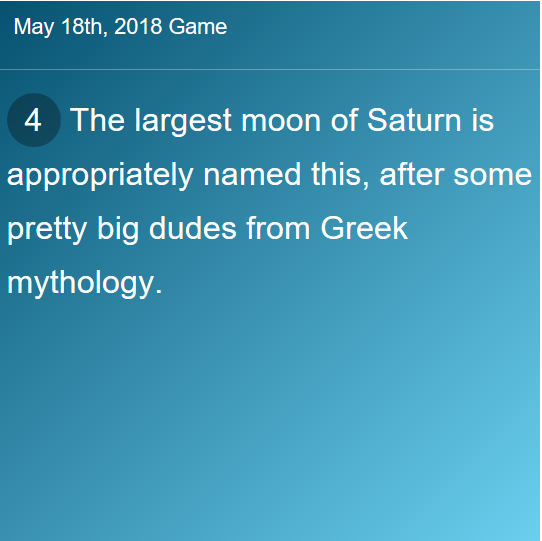 May 18th, 2018 Game
4 The largest moon of Saturn is
appropriately named this, after some
pretty big dudes from Greek
mythology.